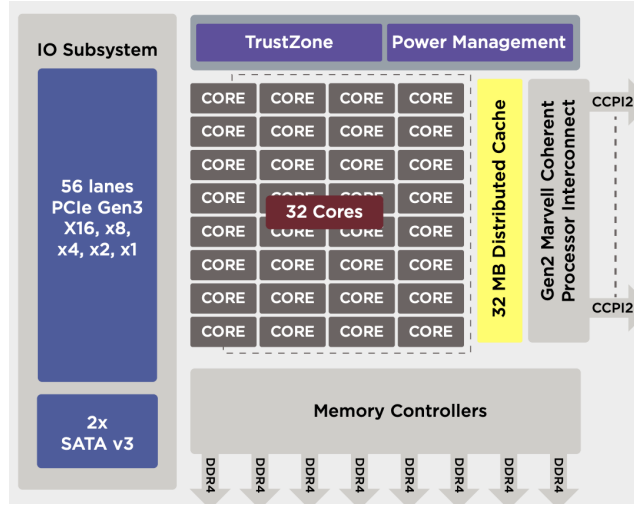 IO Subsystem
56 lanes
PCIe Gen3
X16, x8,
x4, x2, x1
2x
SATA v3
TrustZone
Power Management
CORE CORE CORE CORE
CORE CORE CORE CORE
CORE CORE CORE CORE
CORE CORE CORE CORE
32 Cores
CORE CORE CORE CORE
CORE CORE CORE CORE
CORE CORE CORE CORE
CORE CORE CORE CORE
32 MB Distributed Cache
Gen2 Marvell Coherent
Processor Interconnect
CCPI2
CCPI2
Memory Controllers
DDR4 DDR4 DDR4 DDR4 DDR4 DDR4 DDR4 DDR4